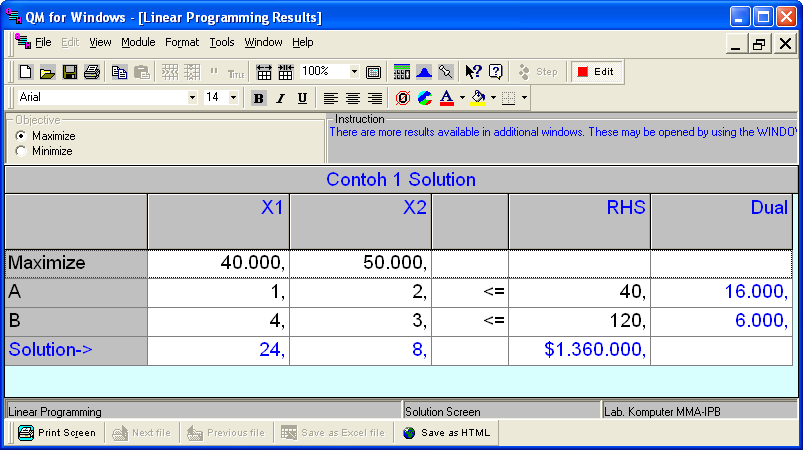 QM for Windows - [Linear Programming Results]
File Edit View Module Format Tools Window Help
" TITLE 100% Step Edit
Arial 14 B I U A
Objective
Maximize
Minimize
Instruction
There are more results available in additional windows. These may be opened by using the WINDO
Contoh 1 Solution
X1 X2 RHS Dual
Maximize 40.000, 50.000,
A 1, 2, <= 40, 16.000,
B 4, 3, <= 120, 6.000,
Solution-> 24, 8, $1.360.000,
Linear Programming Solution Screen Lab. Komputer MMA-IPB
Print Screen Next file Previous file Save as Excel file Save as HTML